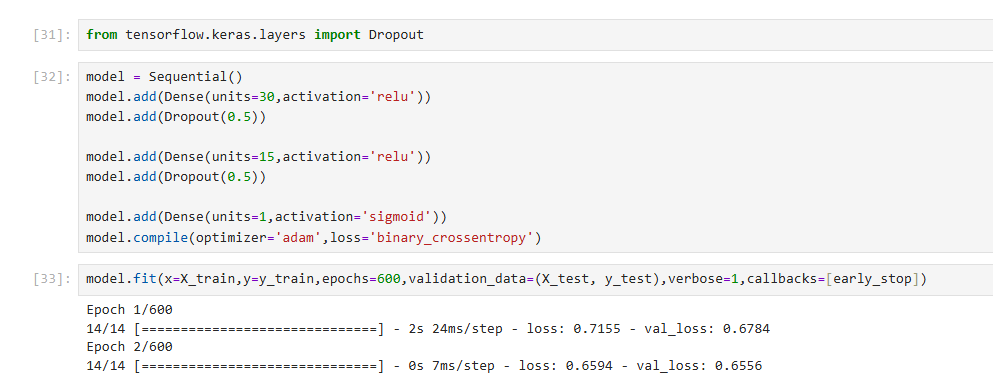 [31]: from tensorflow.keras.layers import Dropout
[32]: model = Sequential()
model.add(Dense(units=30,activation='relu'))
model.add(Dropout(0.5))
model.add(Dense(units=15,activation='relu'))
model.add(Dropout(0.5))
model.add(Dense(units=1,activation='sigmoid'))
model.compile(optimizer='adam',loss='binary_crossentropy')
[33]: model.fit(x=X_train,y=y_train,epochs=600,validation_data=(X_test, y_test),verbose=1,callbacks=[early_stop])
Epoch 1/600
14/14 [==============================] - 2s 24ms/step - loss: 0.7155 - val_loss: 0.6784
Epoch 2/600
14/14 [==============================] - 0s 7ms/step - loss: 0.6594 - val_loss: 0.6556